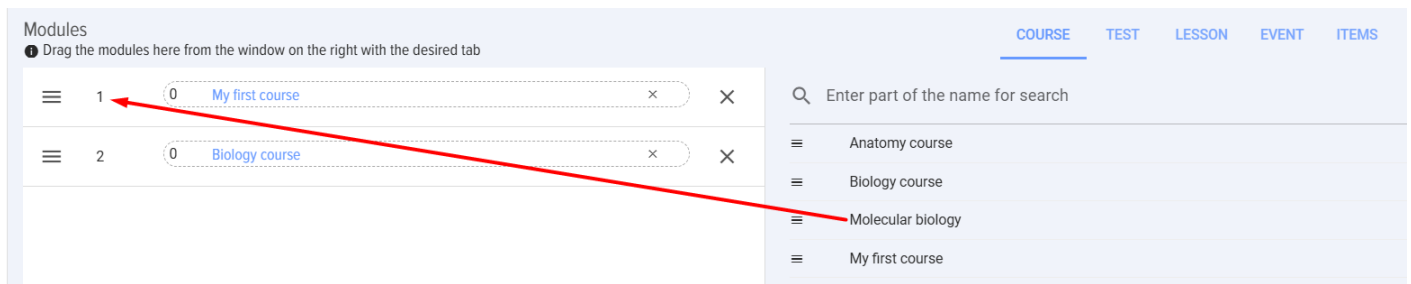 Modules
Drag the modules here from the window on the right with the desired tab
1 0 My first course
2 0 Biology course
COURSE TEST LESSON EVENT ITEMS
Enter part of the name for search
Anatomy course
Biology course
Molecular biology
My first course